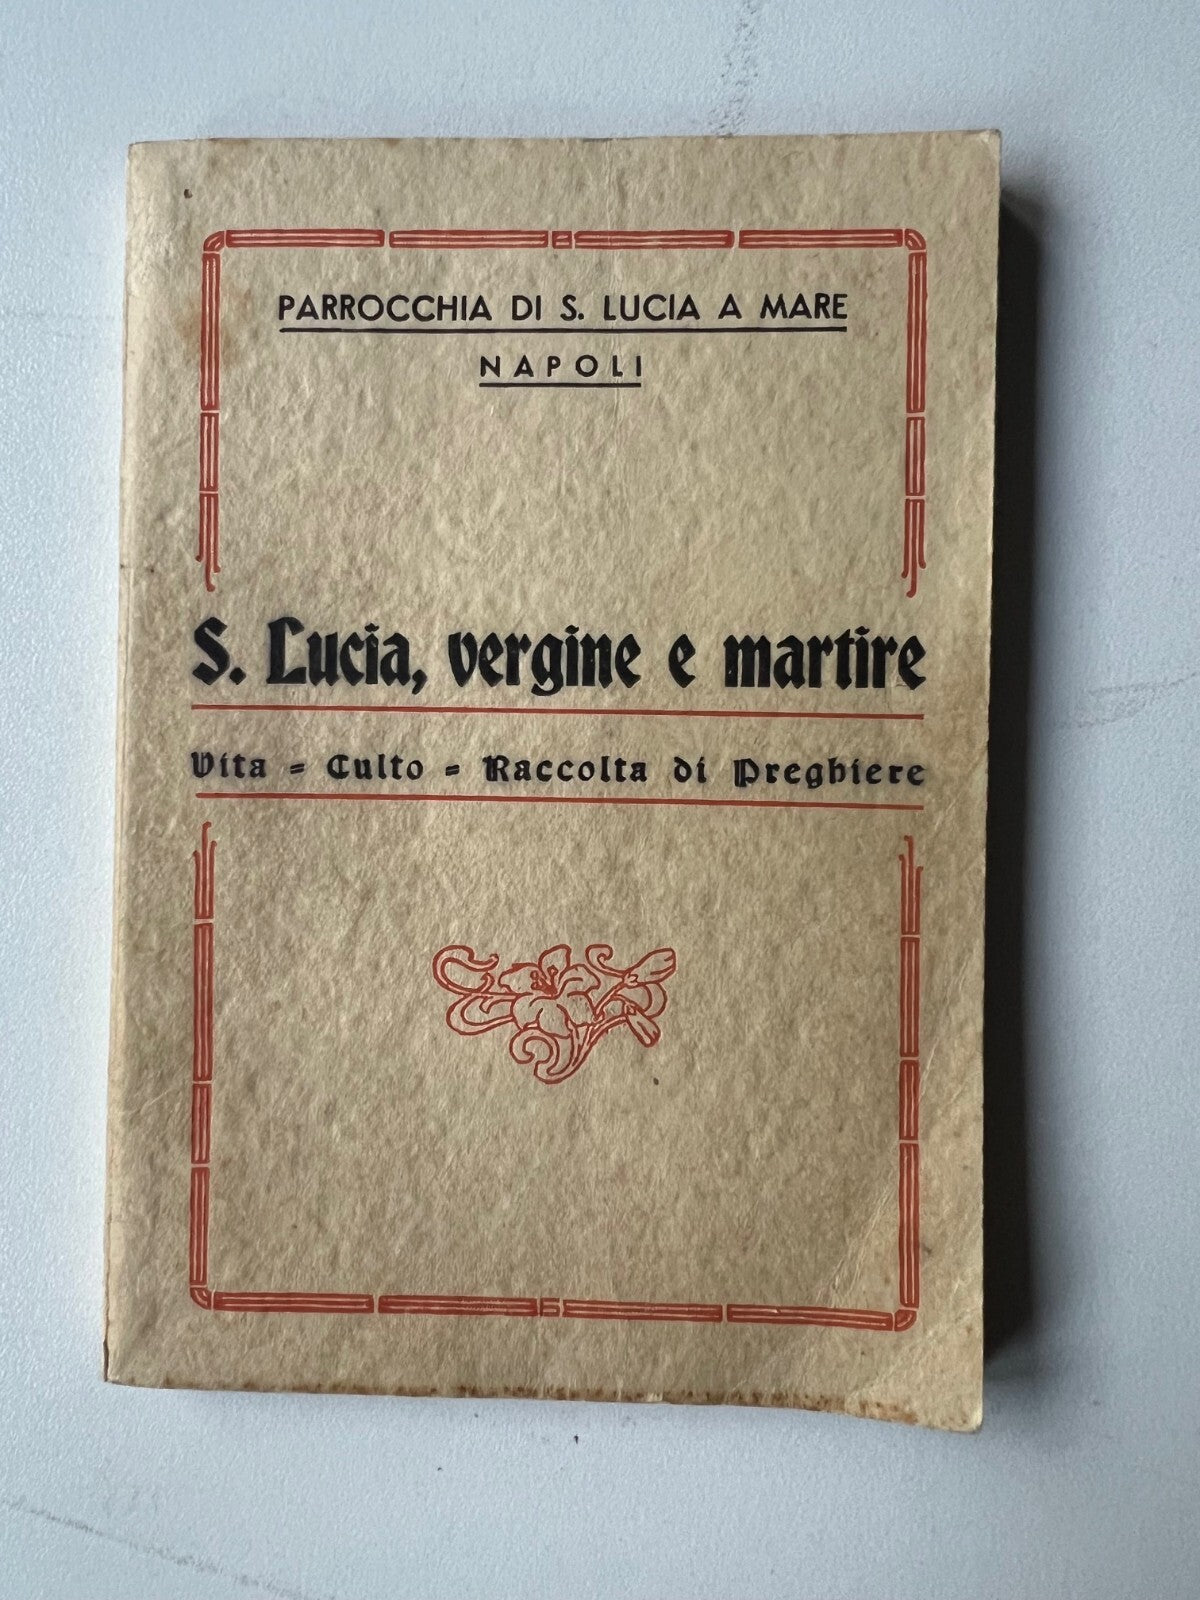 PARROCCHIA DI S. LUCIA A MARE
NAPOLI
S. Lucia, vergine e martire
Vita = Culto = Raccolta di Preghiere